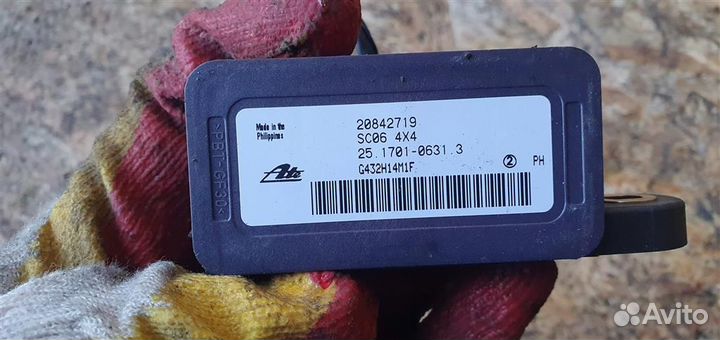 Made in the
Philippines
Ate
20842719
SC06 4X4
25.1701-0631.3
G432H14M1F
2
PH
>PBT-GF30<
Avito